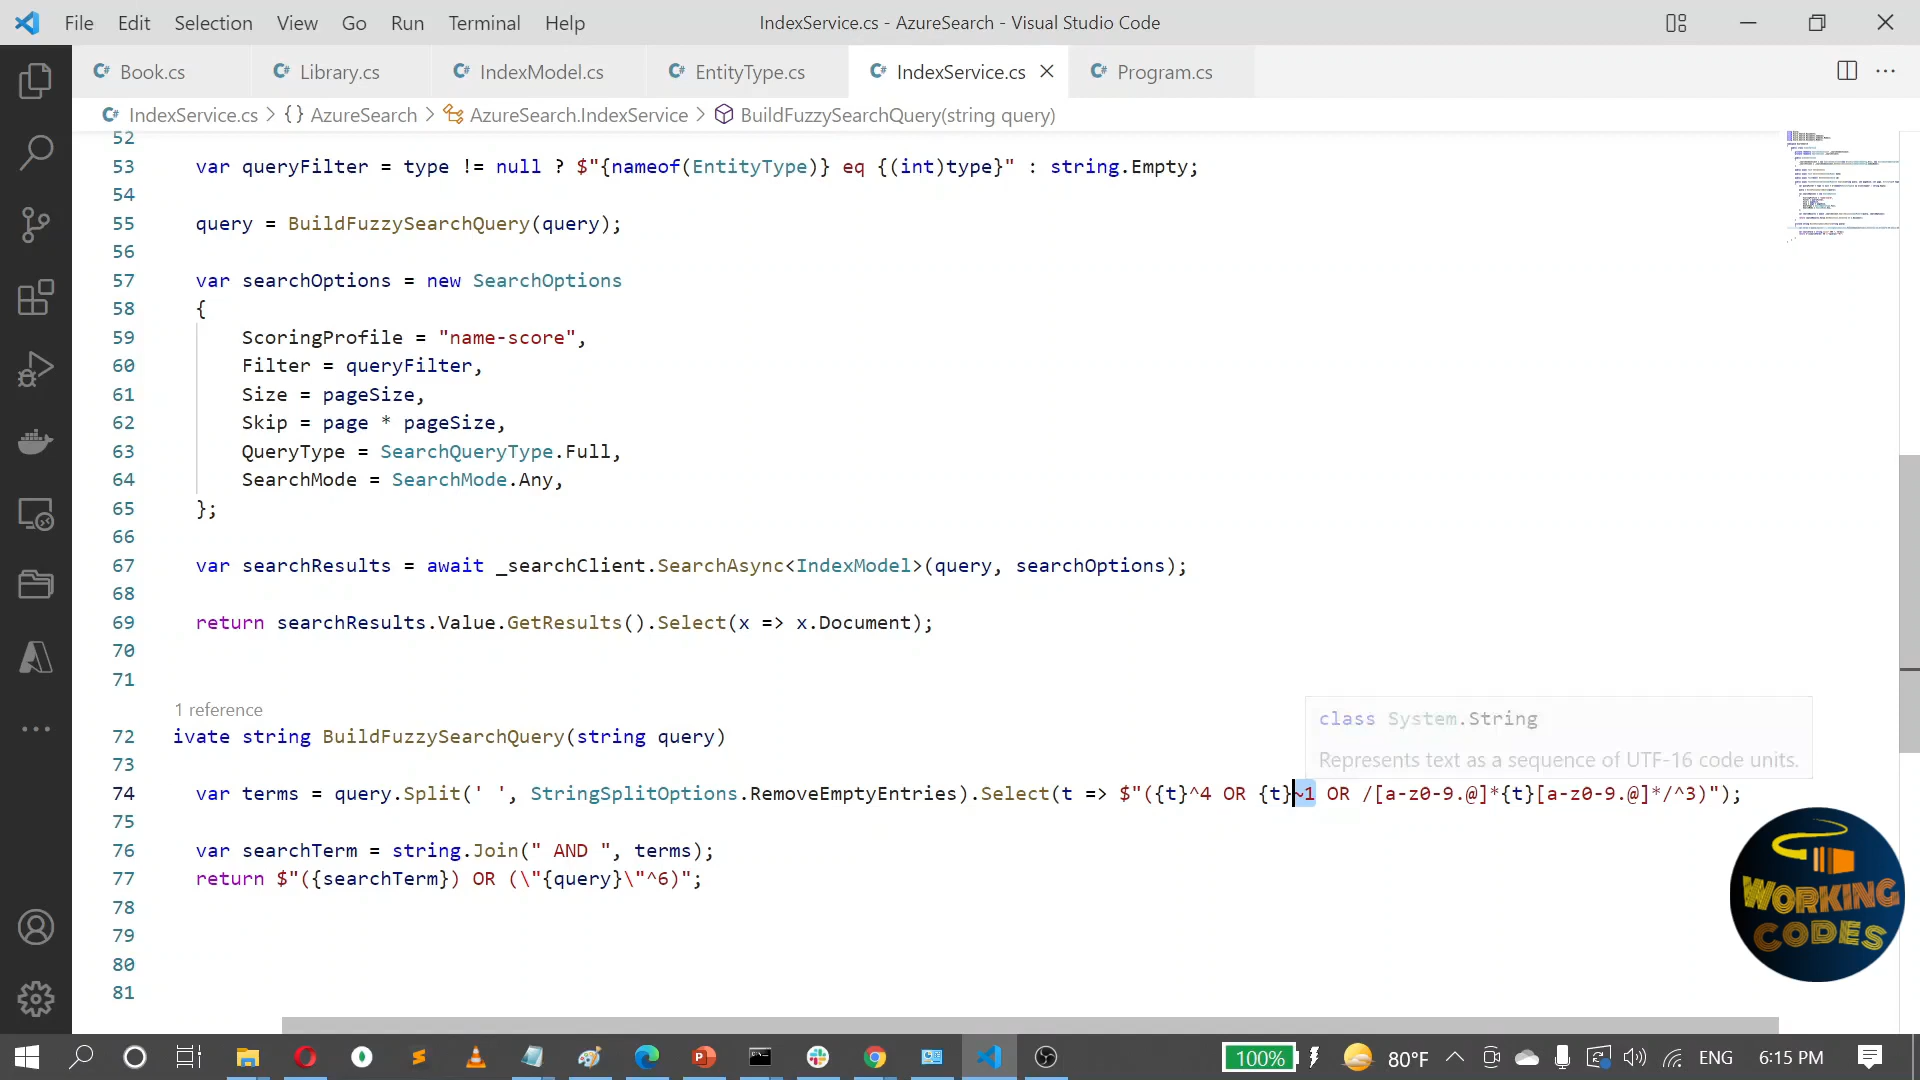 File Edit Selection View Go Run Terminal Help IndexService.cs - AzureSearch - Visual Studio Code
C# Book.cs C# Library.cs C# IndexModel.cs C# EntityType.cs C# IndexService.cs C# Program.cs
C# IndexService.cs > {} AzureSearch > AzureSearch.IndexService > BuildFuzzySearchQuery(string query)
52
53 var queryFilter = type != null ? $"{nameof(EntityType)} eq {(int)type}" : string.Empty;
54
55 query = BuildFuzzySearchQuery(query);
56
57 var searchOptions = new SearchOptions
58 {
59 ScoringProfile = "name-score",
60 Filter = queryFilter,
61 Size = pageSize,
62 Skip = page * pageSize,
63 QueryType = SearchQueryType.Full,
64 SearchMode = SearchMode.Any,
65 };
66
67 var searchResults = await _searchClient.SearchAsync<IndexModel>(query, searchOptions);
68
69 return searchResults.Value.GetResults().Select(x => x.Document);
70
71
1 reference
72 ivate string BuildFuzzySearchQuery(string query)
class System.String
Represents text as a sequence of UTF-16 code units.
73
74 var terms = query.Split(' ', StringSplitOptions.RemoveEmptyEntries).Select(t => $"({t}^4 OR {t}~1 OR /[a-z0-9.@]*{t}[a-z0-9.@]*/^3)");
75
76 var searchTerm = string.Join(" AND ", terms);
77 return $"({searchTerm}) OR (\"{query}\"^6)";
78
79
80
81
WORKING
CODES
100% 80°F ENG 6:15 PM